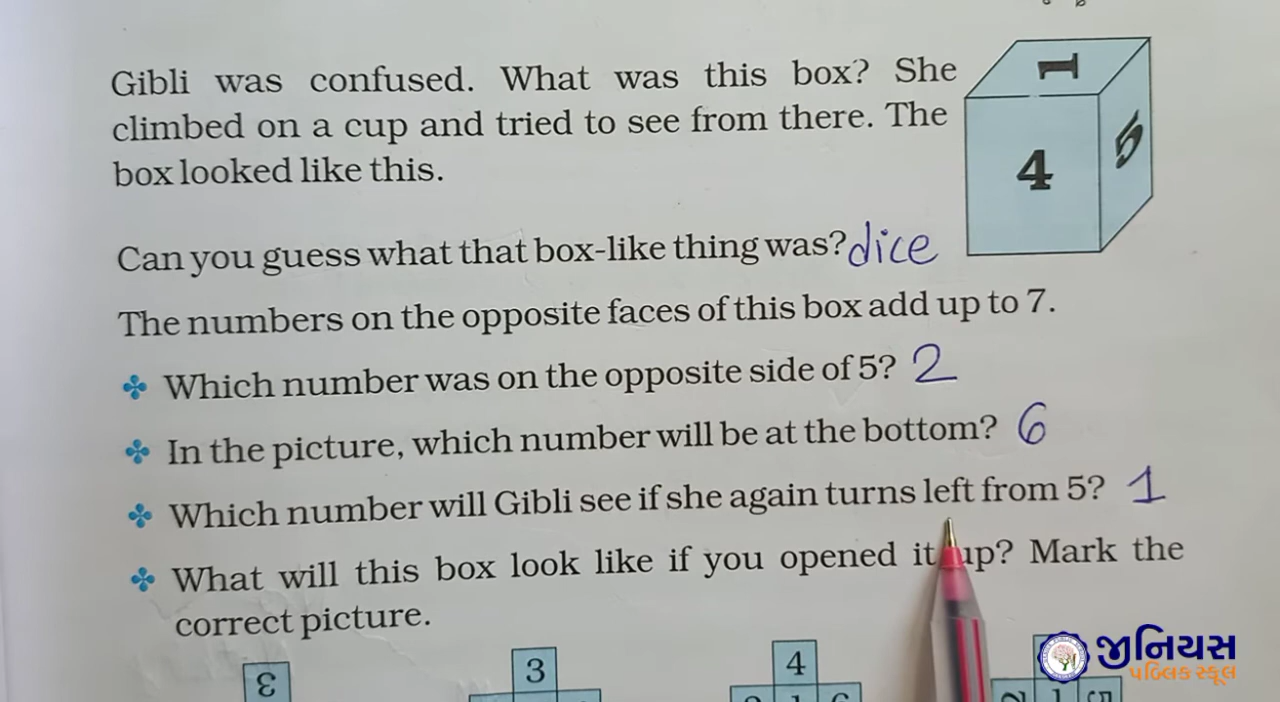 Gibli was confused. What was this box? She
climbed on a cup and tried to see from there. The
box looked like this.
1
4
5
Can you guess what that box-like thing was? dice
The numbers on the opposite faces of this box add up to 7.
Which number was on the opposite side of 5? 2
In the picture, which number will be at the bottom? 6
Which number will Gibli see if she again turns left from 5? 1
What will this box look like if you opened it up? Mark the
correct picture.
3
3
4
1
5
જીનિયસ
પબ્લિક સ્કૂલ